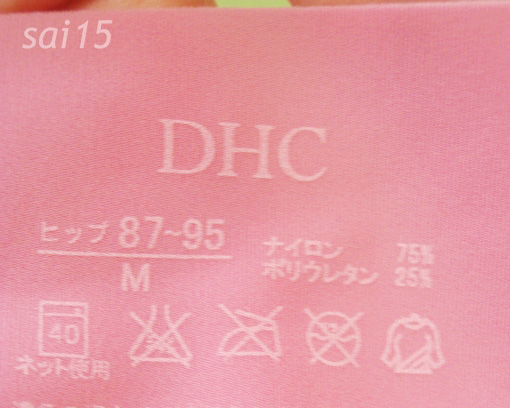 sai15
DHC
ヒップ 87~95
M
ナイロン 75%
ポリウレタン 25%
40
ネット使用